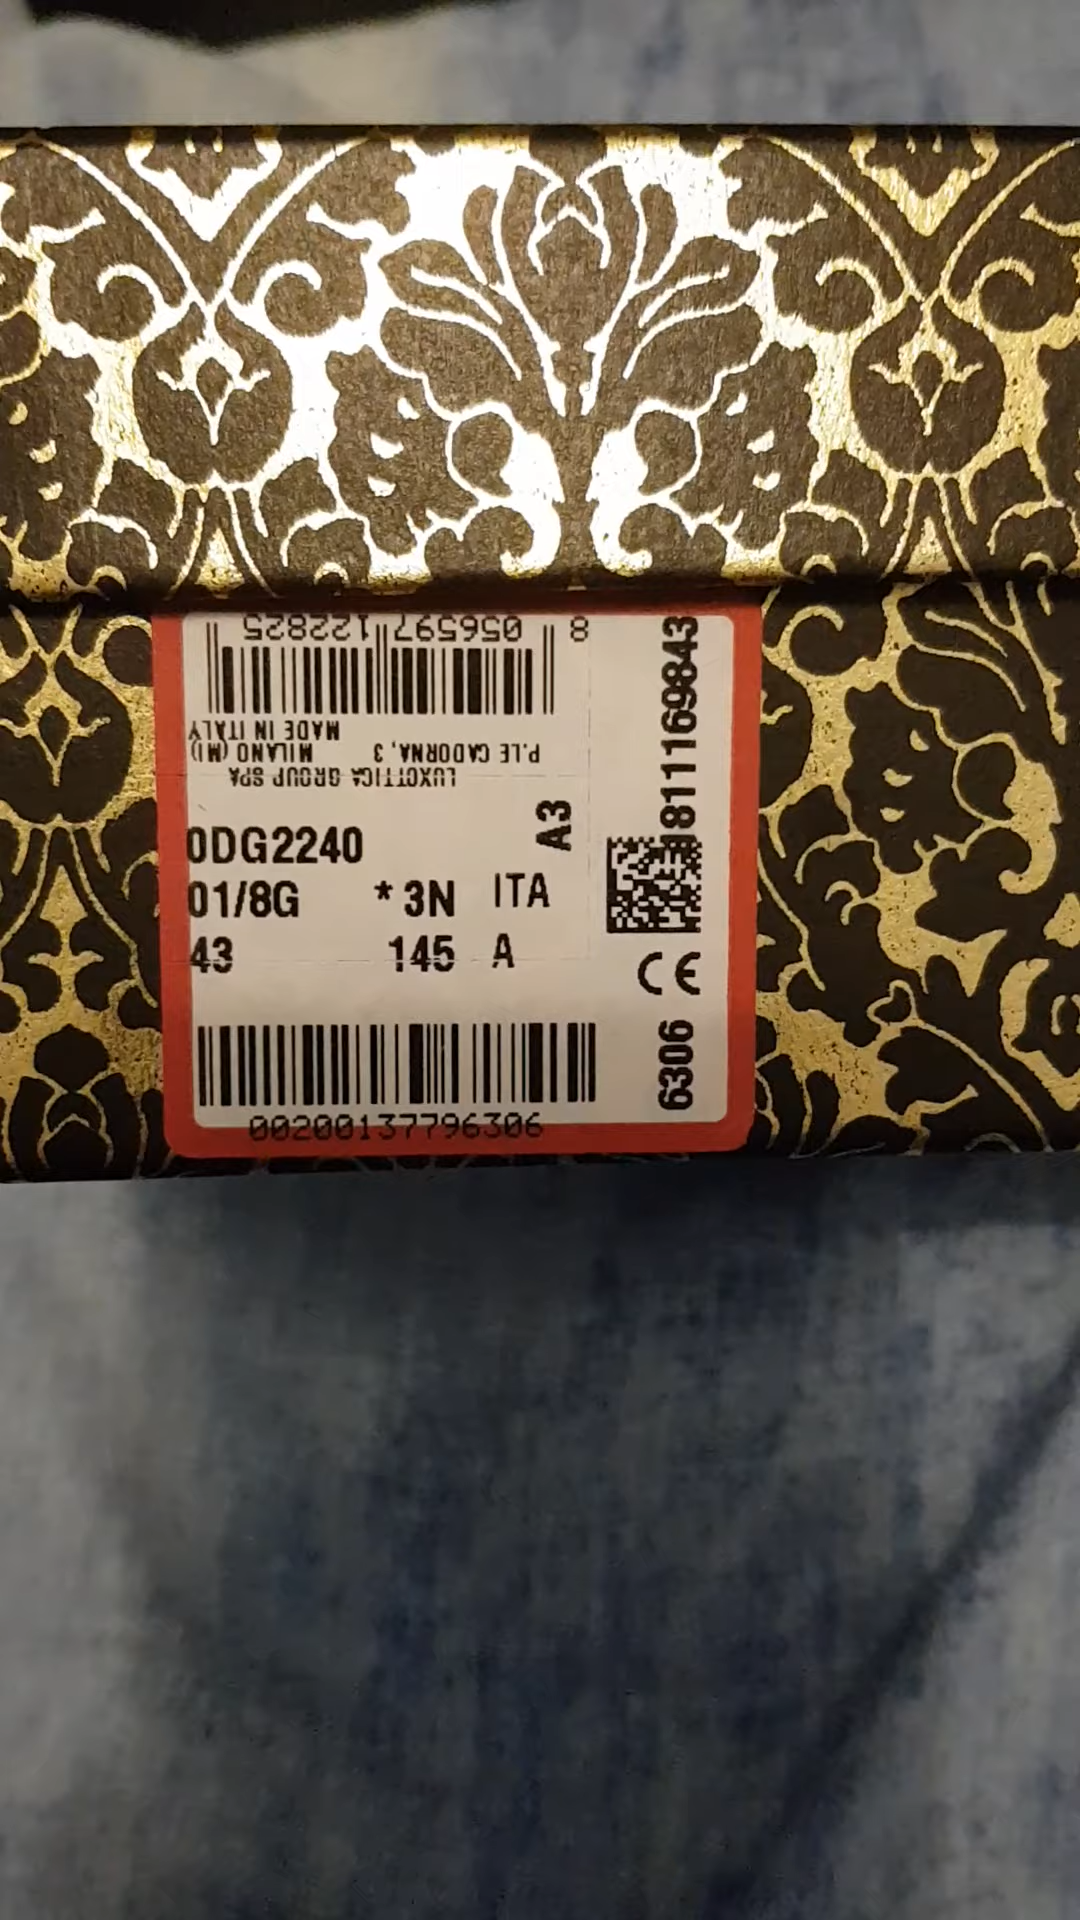 8 056597 122825
LUXOTTICA GROUP SPA
P.LE CADORNA, 3 MILANO (MI)
MADE IN ITALY
0DG2240
A3
01/8G * 3N ITA
43 145 A
00200137796306
1811169843
CE
6306